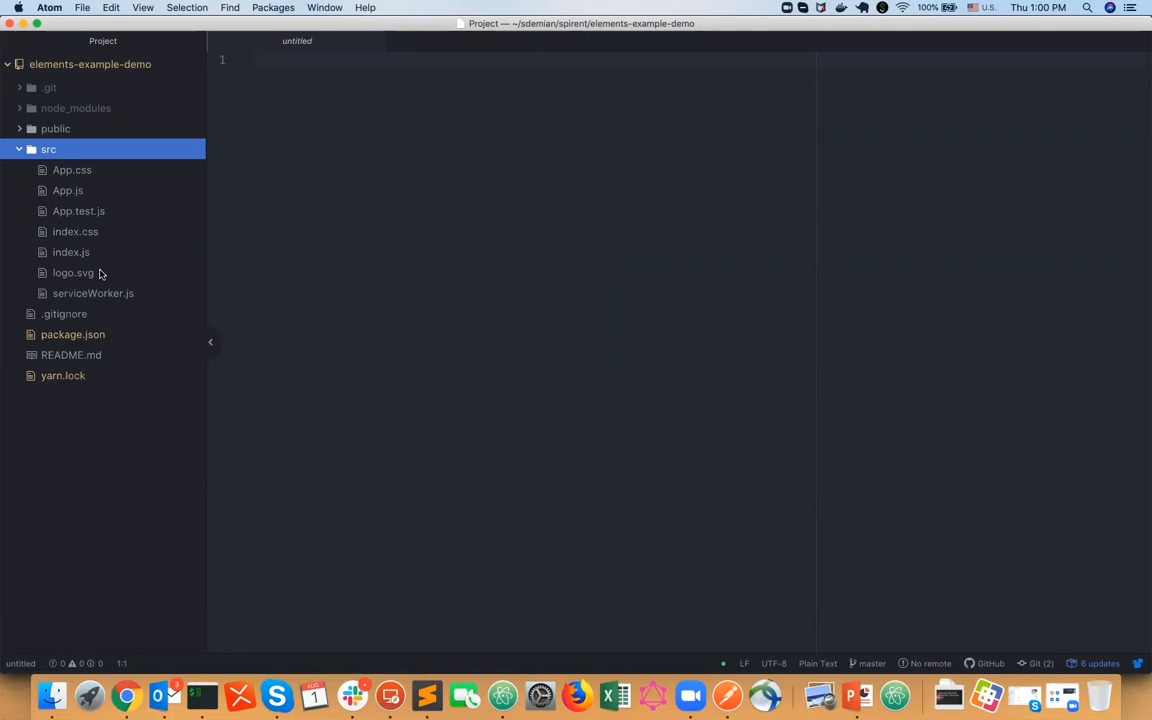 Atom File Edit View Selection Find Packages Window Help 100% U.S. Thu 1:00 PM
Project — ~/sdemian/spirent/elements-example-demo
Project untitled
elements-example-demo
1
.git
node_modules
public
src
App.css
App.js
App.test.js
index.css
index.js
logo.svg
serviceWorker.js
.gitignore
package.json
README.md
yarn.lock
untitled 0 0 0 1:1 LF UTF-8 Plain Text master No remote GitHub Git (2) 6 updates
3
1